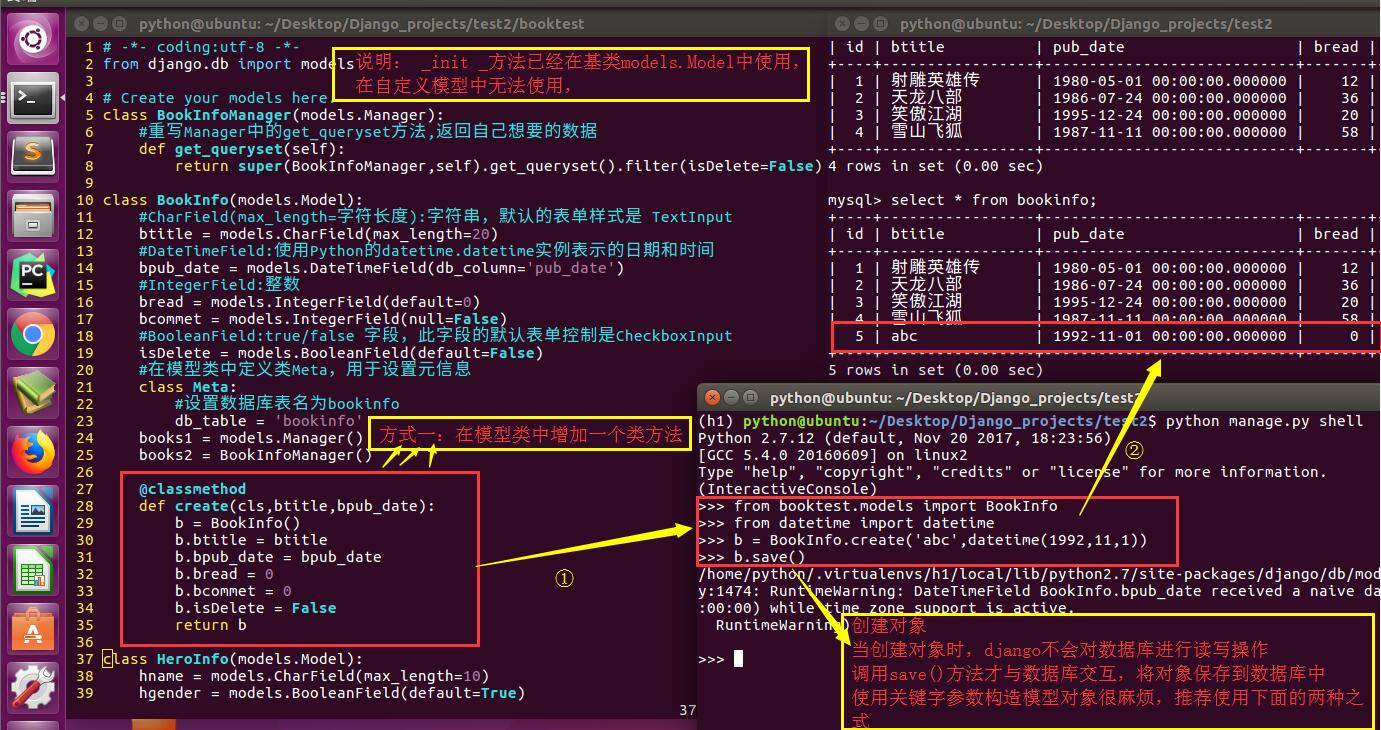 python@ubuntu: ~/Desktop/Django_projects/test2/booktest
1 # -*- coding:utf-8 -*-
2 from django.db import models
3
4 # Create your models here.
5 class BookInfoManager(models.Manager):
6 #重写Manager中的get_queryset方法,返回自己想要的数据
7 def get_queryset(self):
8 return super(BookInfoManager,self).get_queryset().filter(isDelete=False)
9
10 class BookInfo(models.Model):
11 #CharField(max_length=字符长度):字符串，默认的表单样式是 TextInput
12 btitle = models.CharField(max_length=20)
13 #DateTimeField:使用Python的datetime.datetime实例表示的日期和时间
14 bpub_date = models.DateTimeField(db_column='pub_date')
15 #IntegerField:整数
16 bread = models.IntegerField(default=0)
17 bcommet = models.IntegerField(null=False)
18 #BooleanField:true/false 字段，此字段的默认表单控制是CheckboxInput
19 isDelete = models.BooleanField(default=False)
20 #在模型类中定义类Meta，用于设置元信息
21 class Meta:
22 #设置数据库表名为bookinfo
23 db_table = 'bookinfo'
24 books1 = models.Manager()
25 books2 = BookInfoManager()
26
27 @classmethod
28 def create(cls,btitle,bpub_date):
29 b = BookInfo()
30 b.btitle = btitle
31 b.bpub_date = bpub_date
32 b.bread = 0
33 b.bcommet = 0
34 b.isDelete = False
35 return b
36
37 class HeroInfo(models.Model):
38 hname = models.CharField(max_length=10)
39 hgender = models.BooleanField(default=True)
37
说明： _init _方法已经在基类models.Model中使用，
在自定义模型中无法使用，
方式一：在模型类中增加一个类方法
①
python@ubuntu: ~/Desktop/Django_projects/test2
| id | btitle | pub_date | bread |
+----+--------------+----------------------------+-------+
| 1 | 射雕英雄传 | 1980-05-01 00:00:00.000000 | 12 |
| 2 | 天龙八部 | 1986-07-24 00:00:00.000000 | 36 |
| 3 | 笑傲江湖 | 1995-12-24 00:00:00.000000 | 20 |
| 4 | 雪山飞狐 | 1987-11-11 00:00:00.000000 | 58 |
+----+--------------+----------------------------+-------+
4 rows in set (0.00 sec)
mysql> select * from bookinfo;
+----+--------------+----------------------------+-------+
| id | btitle | pub_date | bread |
+----+--------------+----------------------------+-------+
| 1 | 射雕英雄传 | 1980-05-01 00:00:00.000000 | 12 |
| 2 | 天龙八部 | 1986-07-24 00:00:00.000000 | 36 |
| 3 | 笑傲江湖 | 1995-12-24 00:00:00.000000 | 20 |
| 4 | 雪山飞狐 | 1987-11-11 00:00:00.000000 | 58 |
| 5 | abc | 1992-11-01 00:00:00.000000 | 0 |
+----+--------------+----------------------------+-------+
5 rows in set (0.00 sec)
python@ubuntu: ~/Desktop/Django_projects/test2
(h1) python@ubuntu:~/Desktop/Django_projects/test2$ python manage.py shell
Python 2.7.12 (default, Nov 20 2017, 18:23:56)
[GCC 5.4.0 20160609] on linux2
Type "help", "copyright", "credits" or "license" for more information.
(InteractiveConsole)
②
>>> from booktest.models import BookInfo
>>> from datetime import datetime
>>> b = BookInfo.create('abc',datetime(1992,11,1))
>>> b.save()
/home/python/.virtualenvs/h1/local/lib/python2.7/site-packages/django/db/mod
y:1474: RuntimeWarning: DateTimeField BookInfo.bpub_date received a naive da
:00:00) while time zone support is active.
RuntimeWarning)
>>>
创建对象
当创建对象时，django不会对数据库进行读写操作
调用save()方法才与数据库交互，将对象保存到数据库中
使用关键字参数构造模型对象很麻烦，推荐使用下面的两种之
式
PC